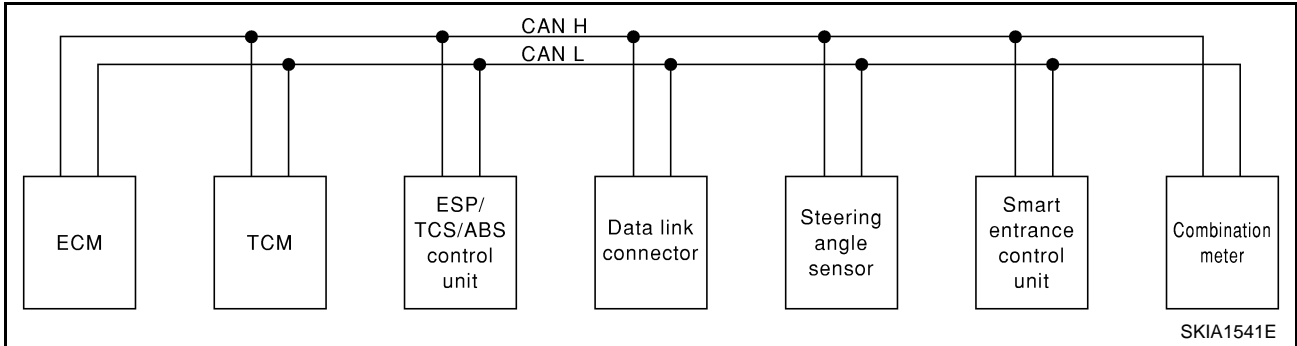 CAN H
CAN L
ECM
TCM
ESP/
TCS/ABS
control
unit
Data link
connector
Steering
angle
sensor
Smart
entrance
control
unit
Combination
meter
SKIA1541E